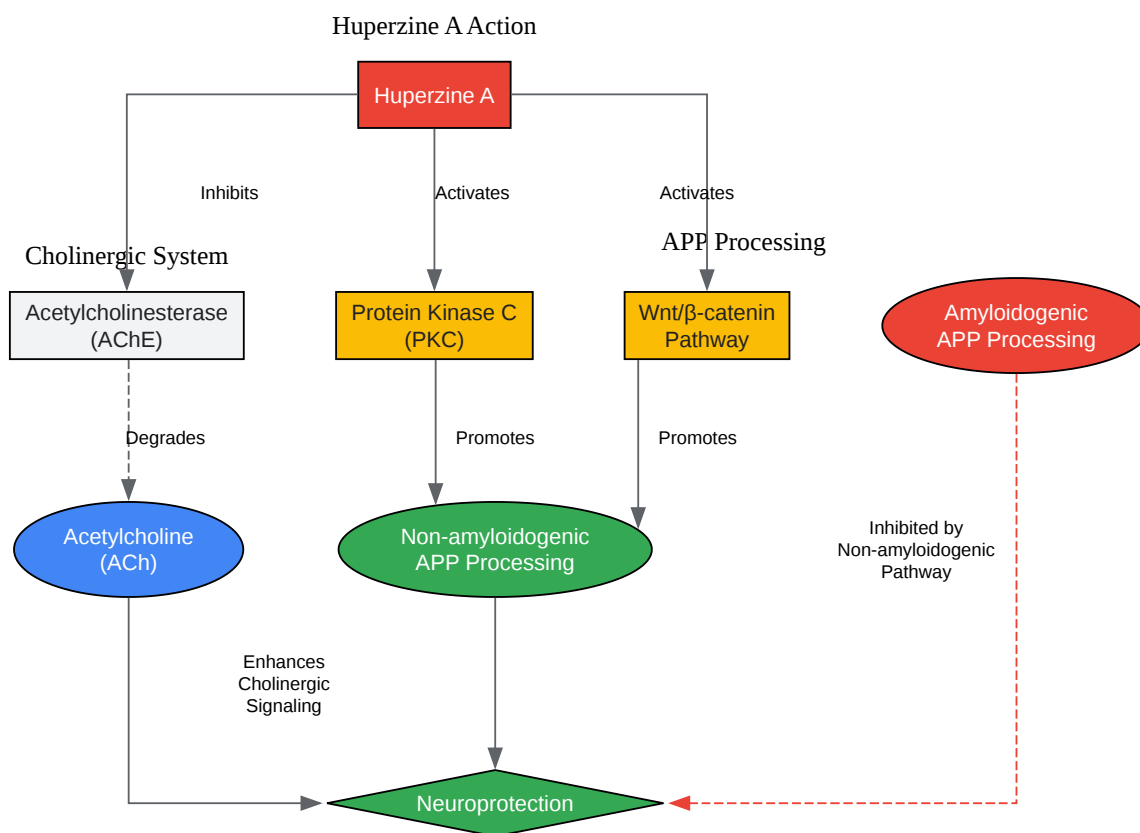 Huperzine A Action
Huperzine A
Inhibits
Activates
Activates
Cholinergic System
APP Processing
Acetylcholinesterase
(AChE)
Protein Kinase C
(PKC)
Wnt/β-catenin
Pathway
Amyloidogenic
APP Processing
Degrades
Promotes
Promotes
Acetylcholine
(ACh)
Non-amyloidogenic
APP Processing
Inhibited by
Non-amyloidogenic
Pathway
Enhances
Cholinergic
Signaling
Neuroprotection